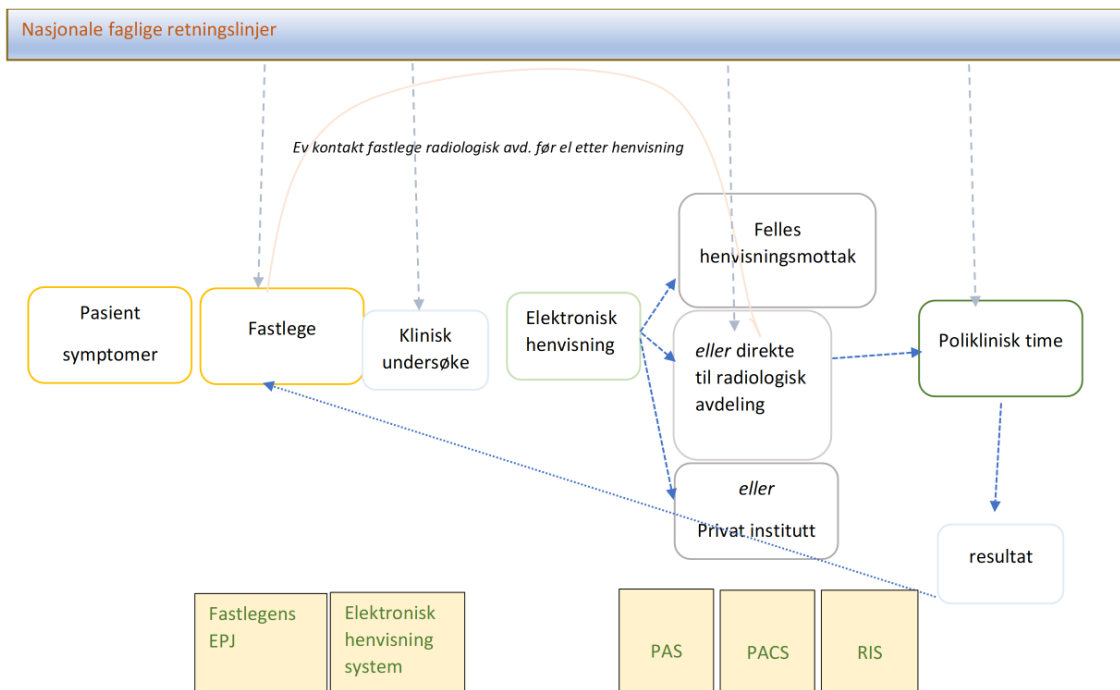 Nasjonale faglige retningslinjer
Ev kontakt fastlege radiologisk avd. før el etter henvisning
Pasient
symptomer
Fastlege
Klinisk
undersøke
Elektronisk
henvisning
Felles
henvisningsmottak
eller direkte
til radiologisk
avdeling
eller
Privat institutt
Poliklinisk time
resultat
Fastlegens
EPJ
Elektronisk
henvisning
system
PAS
PACS
RIS